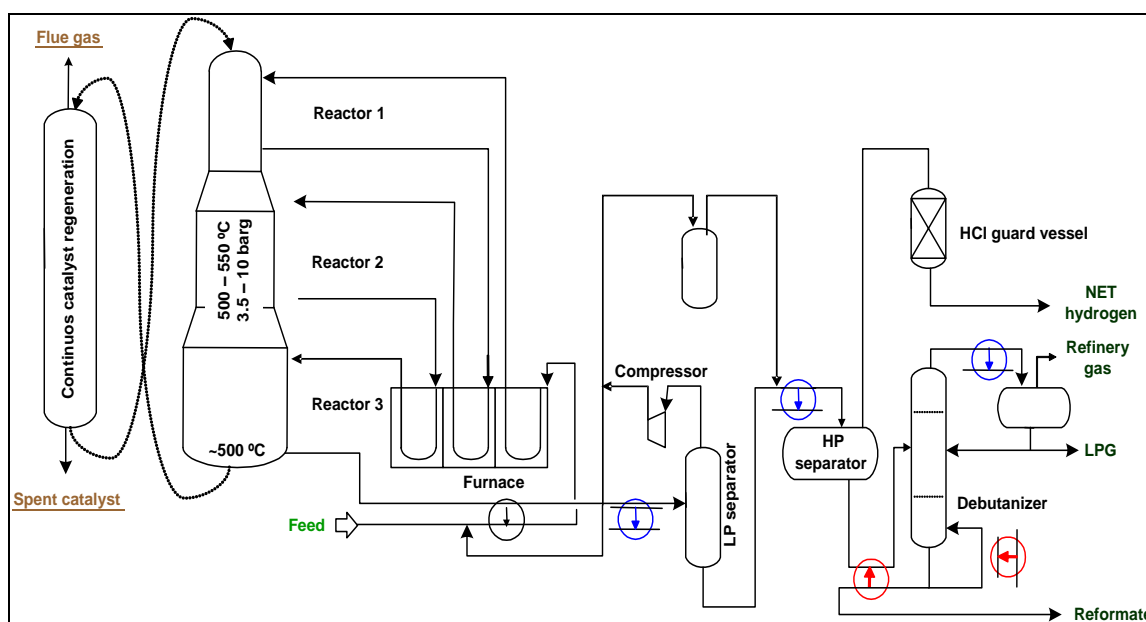 Flue gas
Continuos catalyst regeneration
Spent catalyst
Reactor 1
500 – 550 ºC
3.5 – 10 barg
Reactor 2
Reactor 3
~500 ºC
Furnace
Feed
Compressor
LP separator
HP
separator
HCl guard vessel
NET
hydrogen
Refinery
gas
LPG
Debutanizer
Reformate